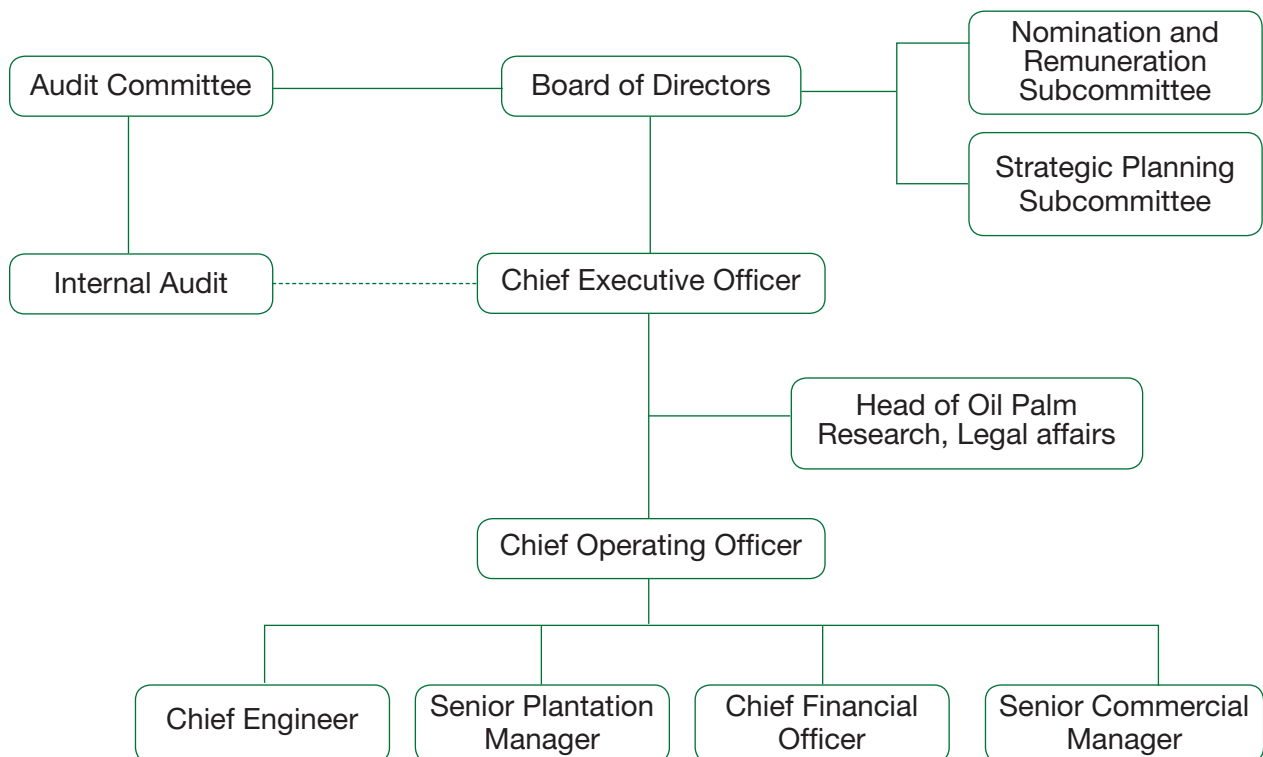 Audit Committee
Board of Directors
Nomination and
Remuneration
Subcommittee
Strategic Planning
Subcommittee
Internal Audit
Chief Executive Officer
Head of Oil Palm
Research, Legal affairs
Chief Operating Officer
Chief Engineer
Senior Plantation
Manager
Chief Financial
Officer
Senior Commercial
Manager